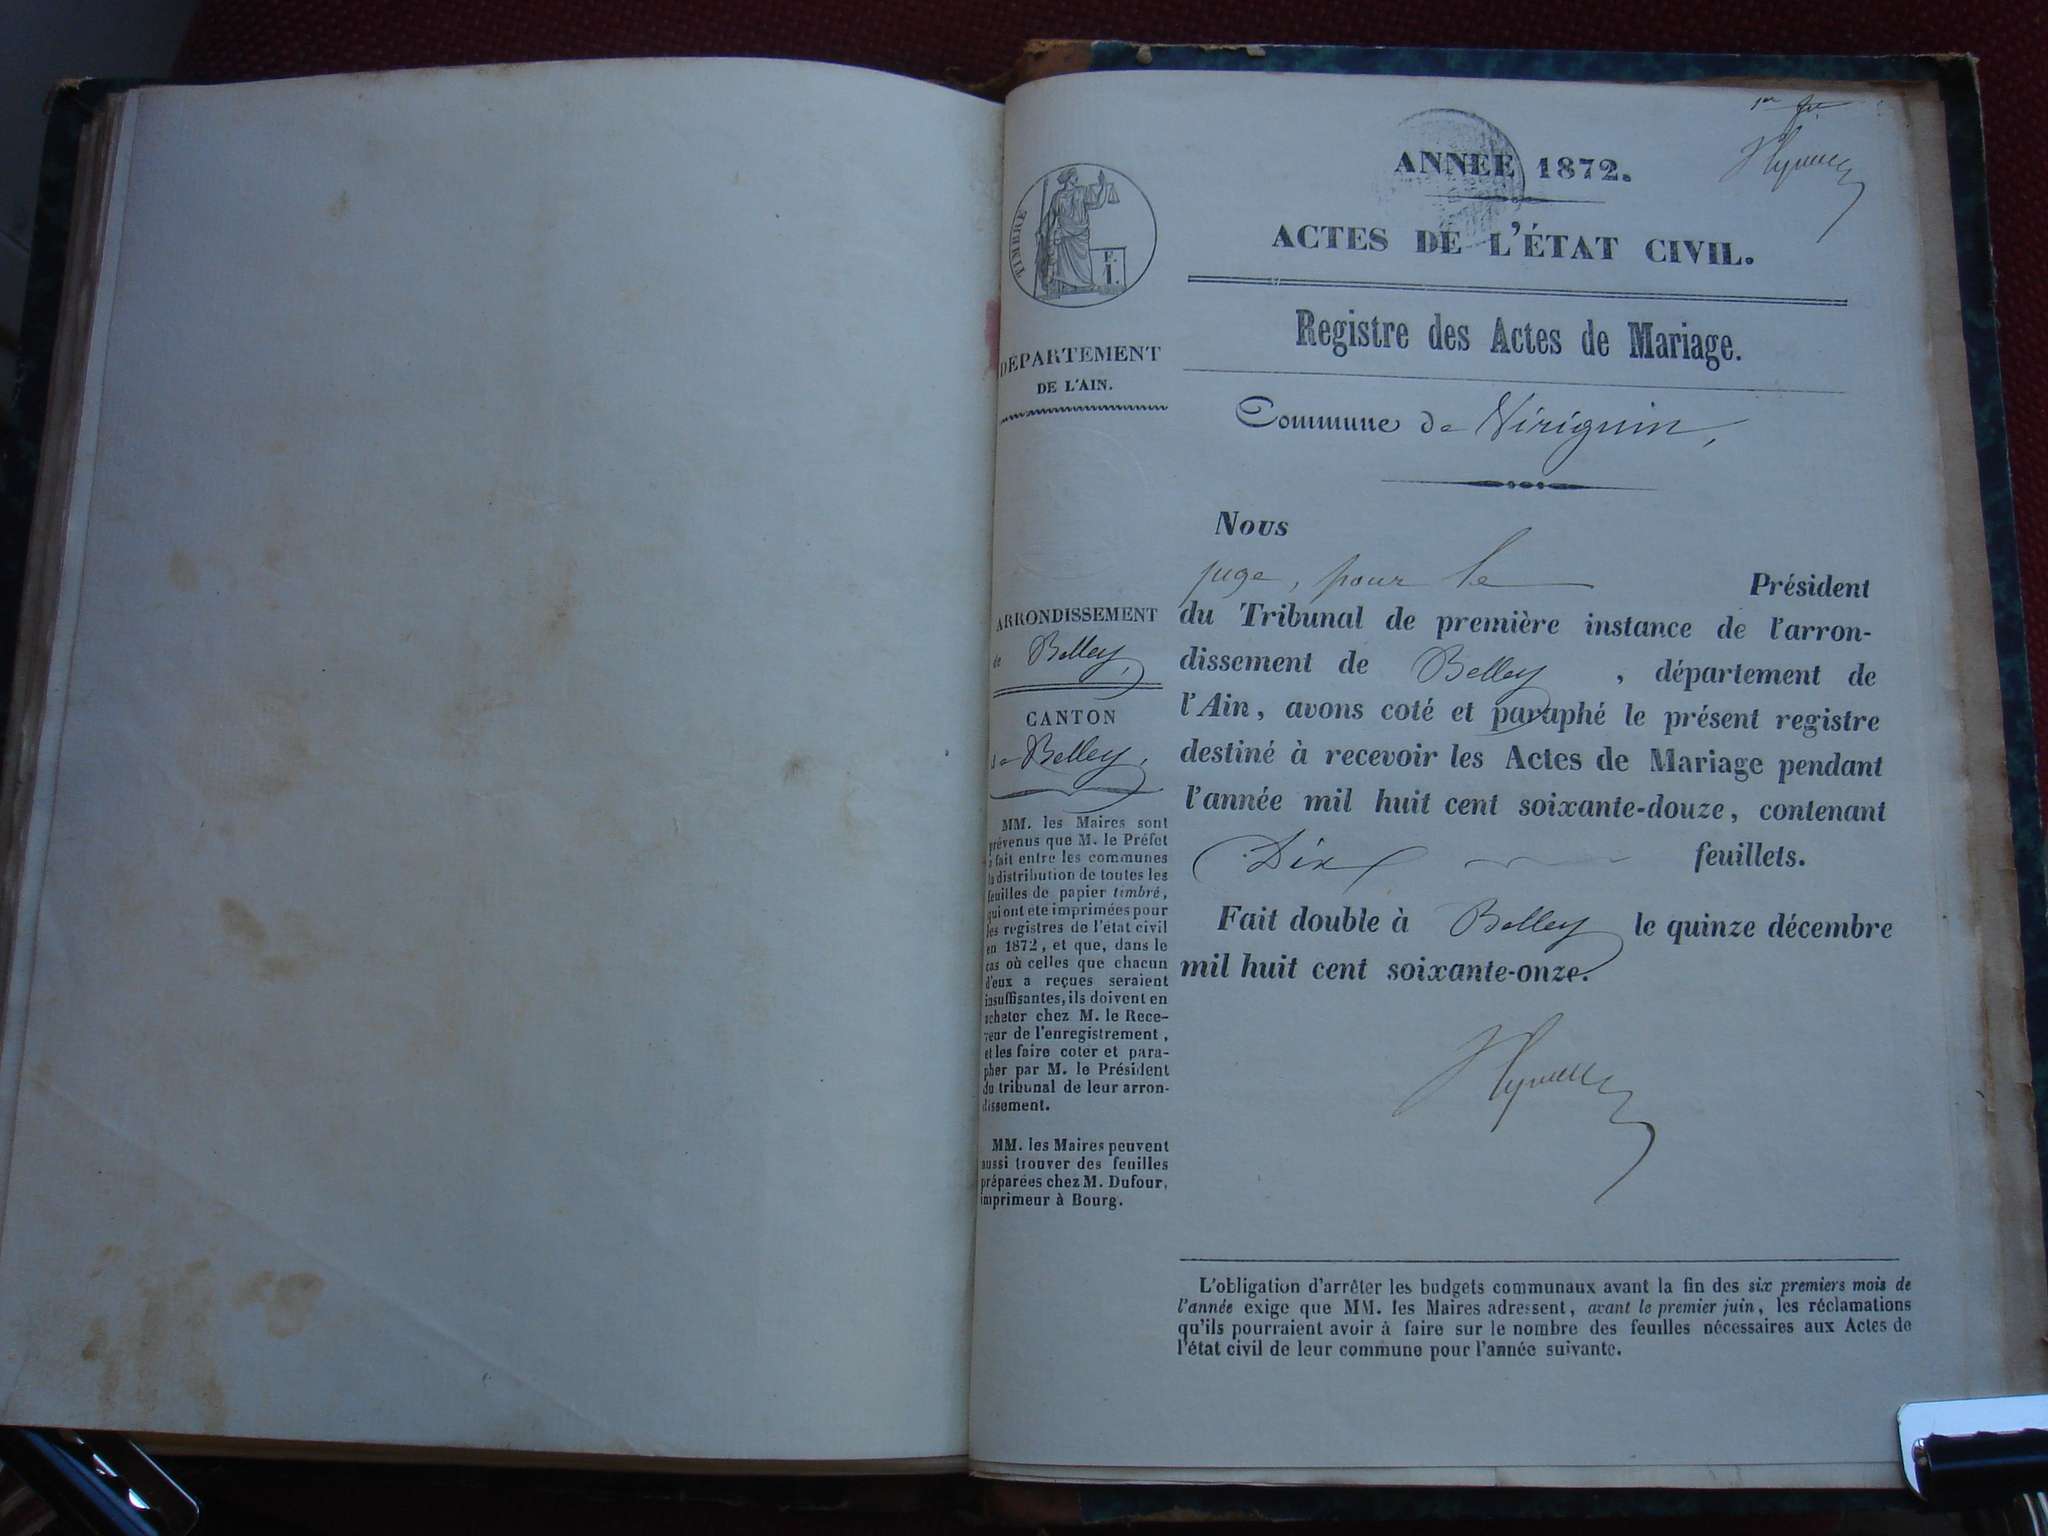 1er
ANNÉE 1872.
ACTES DE L'ÉTAT CIVIL.
Registre des Actes de Mariage.
Commune de Virignin,
TIMBRE
F.
1.
DÉPARTEMENT
DE L'AIN.
ARRONDISSEMENT
de Belley,
CANTON
de Belley,
MM. les Maires sont
prévenus que M. le Préfet
a fait entre les communes
la distribution de toutes les
feuilles de papier timbré,
qui ont été imprimées pour
les registres de l'état civil
en 1872, et que, dans le
cas où celles que chacun
d'eux a reçues seraient
insuffisantes, ils doivent en
acheter chez M. le Rece-
veur de l'enregistrement,
et les faire coter et para-
pher par M. le Président
du tribunal de leur arron-
dissement.
MM. les Maires peuvent
aussi trouver des feuilles
préparées chez M. Dufour,
imprimeur à Bourg.
Nous
juge, pour le Président
du Tribunal de première instance de l'arron-
dissement de Belley, département de
l'Ain, avons coté et paraphé le présent registre
destiné à recevoir les Actes de Mariage pendant
l'année mil huit cent soixante-douze, contenant
Dix feuillets.
Fait double à Belley le quinze décembre
mil huit cent soixante-onze.
L'obligation d'arrêter les budgets communaux avant la fin des six premiers mois de
l'année exige que MM. les Maires adressent, avant le premier juin, les réclamations
qu'ils pourraient avoir à faire sur le nombre des feuilles nécessaires aux Actes de
l'état civil de leur commune pour l'année suivante.